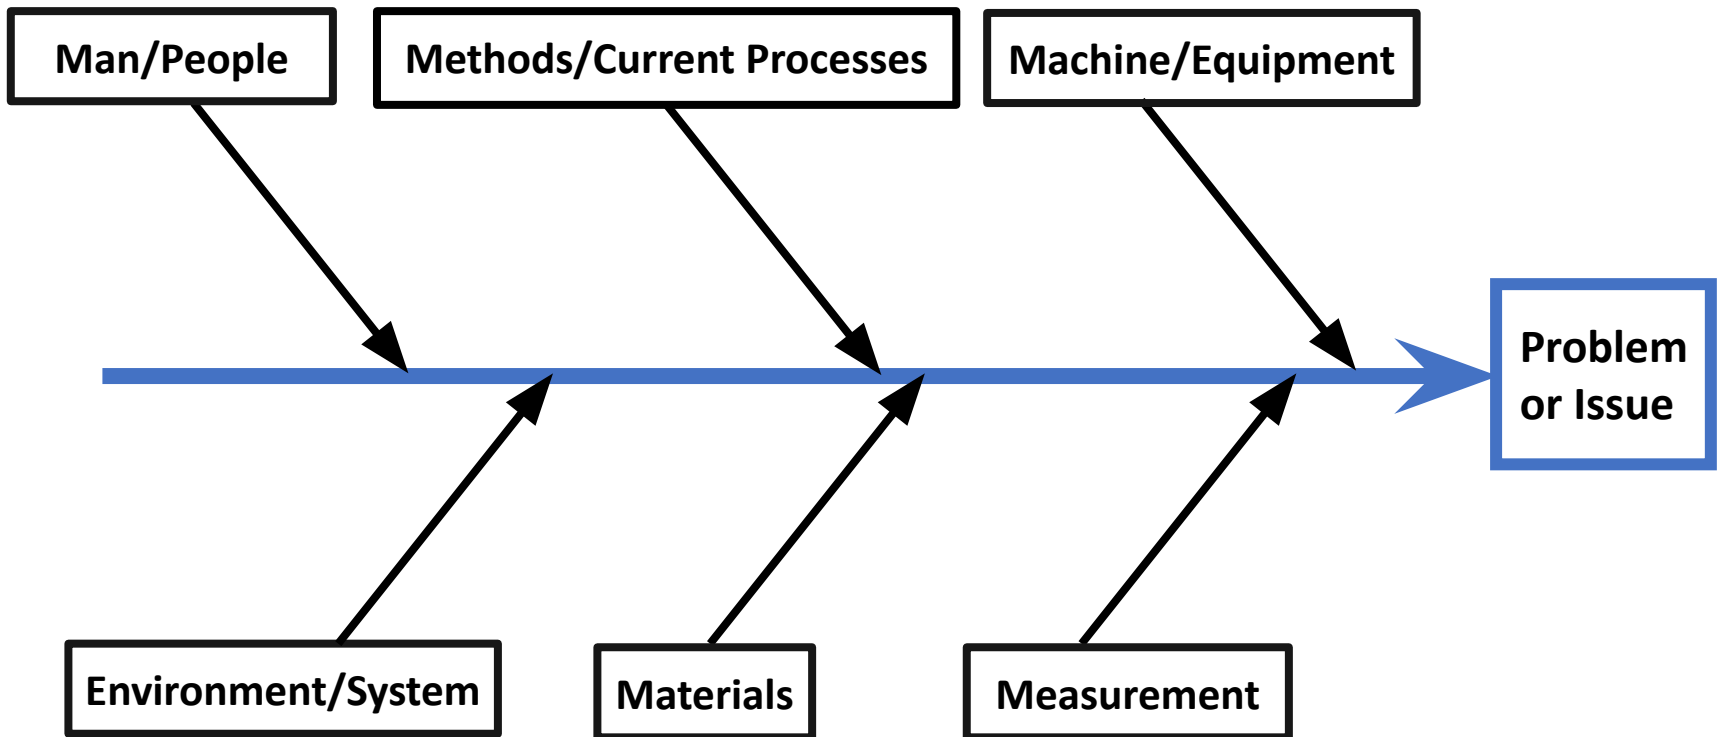 Man/People
Methods/Current Processes
Machine/Equipment
Problem
or Issue
Environment/System
Materials
Measurement